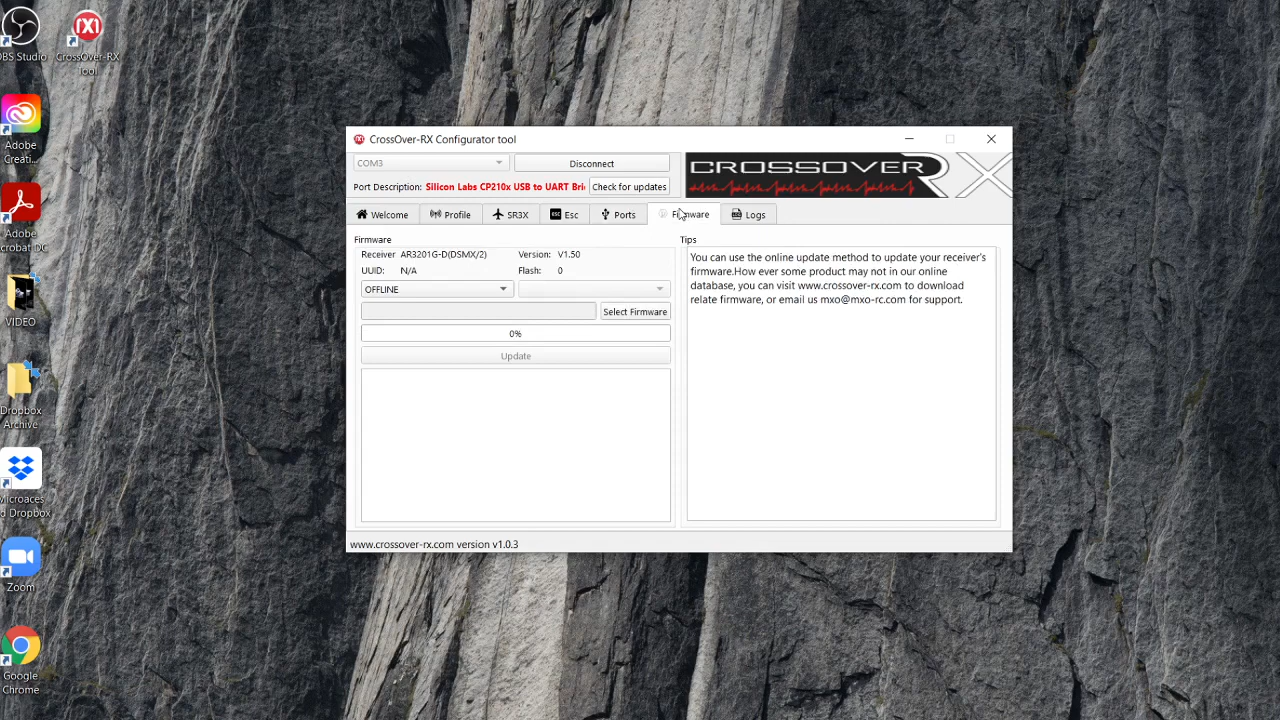 OBS Studio
CrossOver-RX
Tool
Adobe
Creati...
Adobe
Acrobat DC
VIDEO
Dropbox
Archive
Microaces
d Dropbox
Zoom
Google
Chrome
CrossOver-RX Configurator tool
COM3
Disconnect
Port Description: Silicon Labs CP210x USB to UART Bri
Check for updates
CROSSOVER RX
Welcome
Profile
SR3X
ESC
Esc
Ports
Firmware
Logs
Firmware
Receiver AR3201G-D(DSMX/2) Version: V1.50
UUID: N/A Flash: 0
OFFLINE
Select Firmware
0%
Update
Tips
You can use the online update method to update your receiver's
firmware.How ever some product may not in our online
database, you can visit www.crossover-rx.com to download
relate firmware, or email us mxo@mxo-rc.com for support.
www.crossover-rx.com version v1.0.3